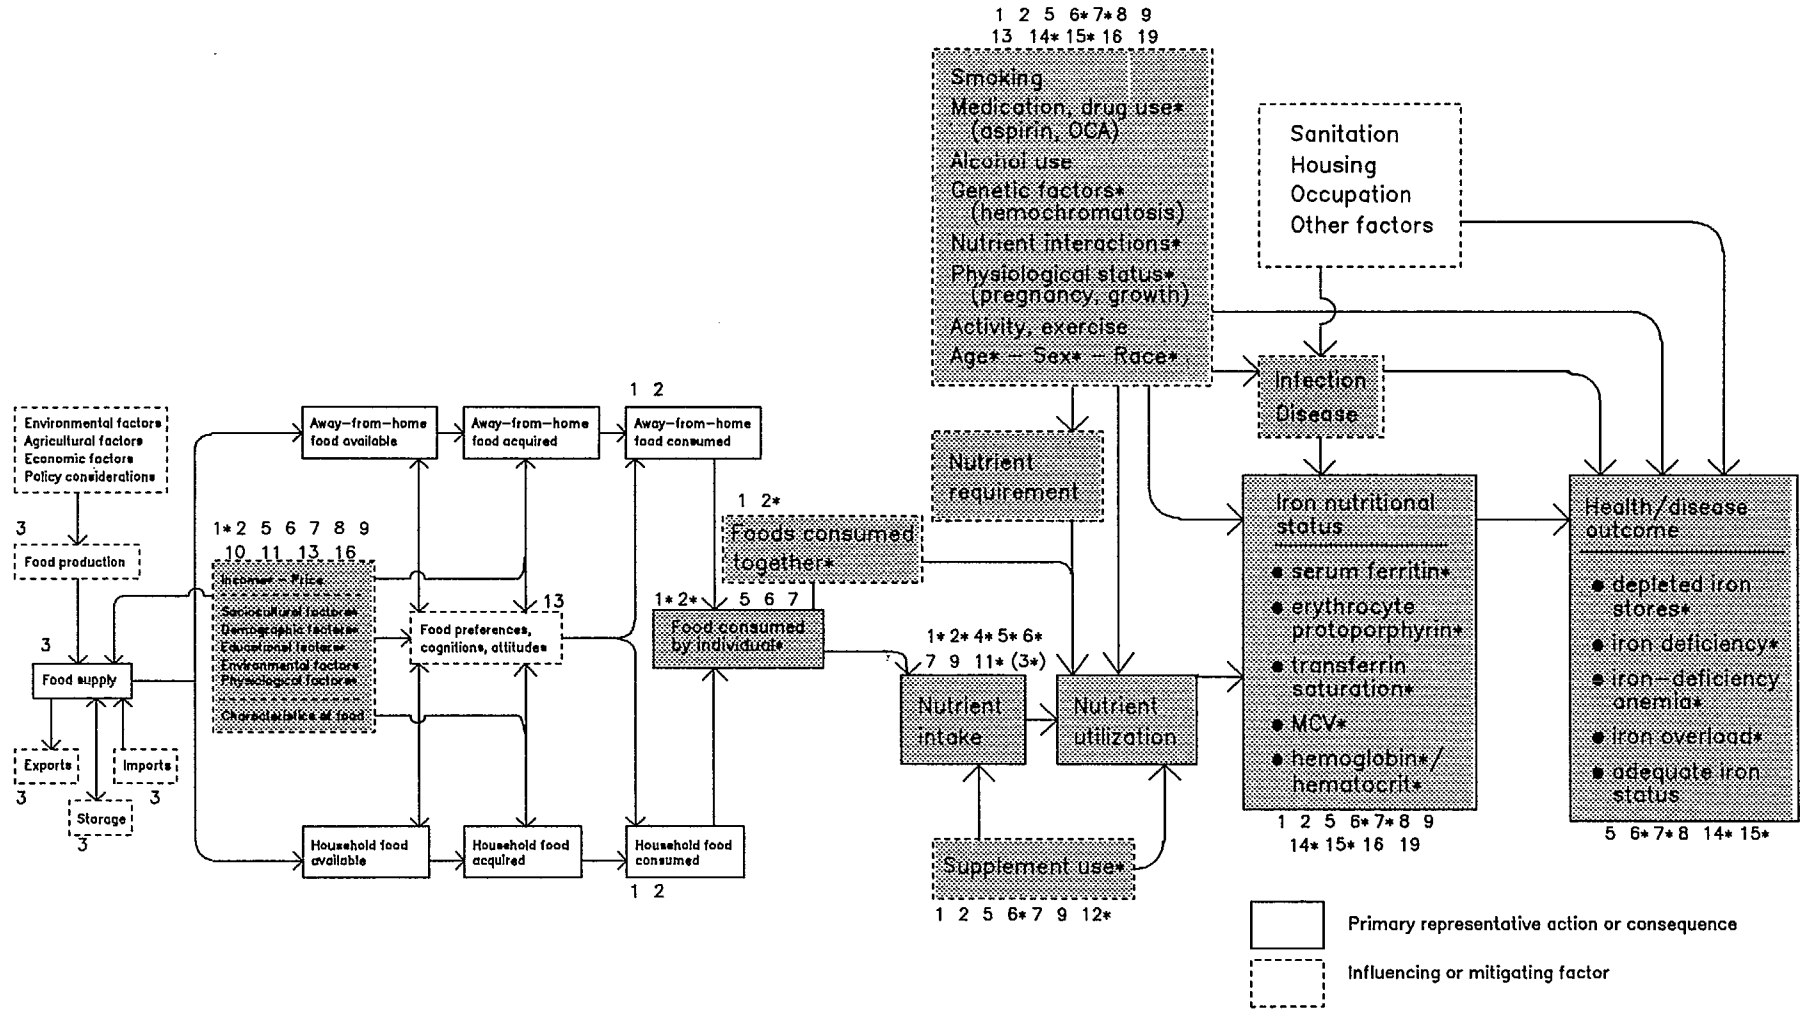 1 2 5 6* 7* 8 9
13 14* 15* 16 19
Smoking
Medication, drug use*
(aspirin, OCA)
Alcohol use
Genetic factors*
(hemochromatosis)
Nutrient interactions*
Physiological status*
(pregnancy, growth)
Activity, exercise
Age* – Sex* – Race*
Sanitation
Housing
Occupation
Other factors
Infection
Disease
Environmental factors
Agricultural factors
Economic factors
Policy considerations
3
Food production
3
Food supply
Exports
3
Imports
3
Storage
3
1* 2 5 6 7 8 9
10 11 13 16
Income* – Price
Sociocultural factors*
Demographic factors*
Educational factors*
Environmental factors
Physiological factors*
Characteristics of food
Away–from–home
food available
Away–from–home
food acquired
1 2
Away–from–home
food consumed
13
Food preferences,
cognitions, attitudes
Household food
available
Household food
acquired
Household food
consumed
1 2
1 2*
Foods consumed
together*
1* 2* 5 6 7
Food consumed
by individual*
Nutrient
requirement
1* 2* 4* 5* 6*
7 9 11* (3*)
Nutrient
intake
Nutrient
utilization
Supplement use*
1 2 5 6* 7 9 12*
Iron nutritional
status
● serum ferritin*
● erythrocyte
protoporphyrin*
● transferrin
saturation*
● MCV*
● hemoglobin*/
hematocrit*
1 2 5 6* 7* 8 9
14* 15* 16 19
Health/disease
outcome
● depleted iron
stores*
● iron deficiency*
● iron–deficiency
anemia*
● iron overload*
● adequate iron
status
5 6* 7* 8 14* 15*
Primary representative action or consequence
Influencing or mitigating factor